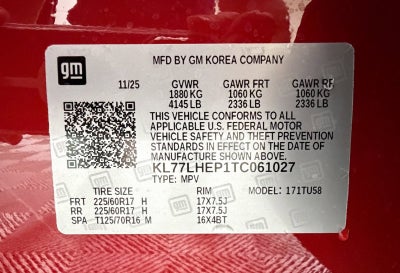 gm
MFD BY GM KOREA COMPANY
11/25 GVWR GAWR FRT GAWR RR
1880 KG 1060 KG 1060 KG
4145 LB 2336 LB 2336 LB
THIS VEHICLE CONFORMS TO ALL
APPLICABLE U.S. FEDERAL MOTOR
VEHICLE SAFETY AND THEFT PREVENTION
STANDARDS IN EFFECT ON THE DATE OF
MANUFACTURE SHOWN ABOVE.
KL77LHEP1TC061027
TYPE: MPV
TIRE SIZE RIM MODEL: 1TU58
FRT 225/60R17 H 17X7.5J
RR 225/60R17 H 17X7.5J
SPA T125/70R16 M 16X4BT